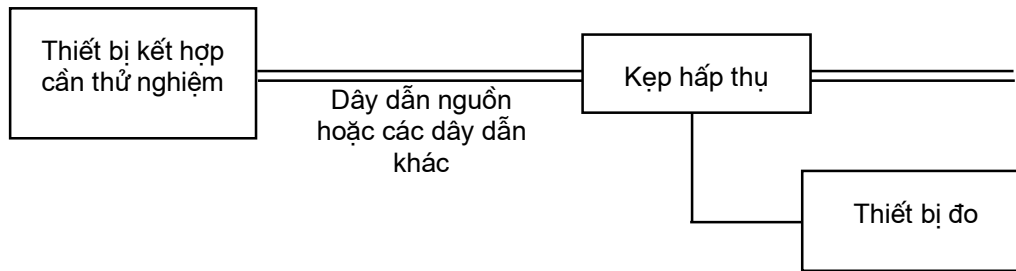 Thiết bị kết hợp
cần thử nghiệm
Kẹp hấp thụ
Dây dẫn nguồn
hoặc các dây dẫn
khác
Thiết bị đo